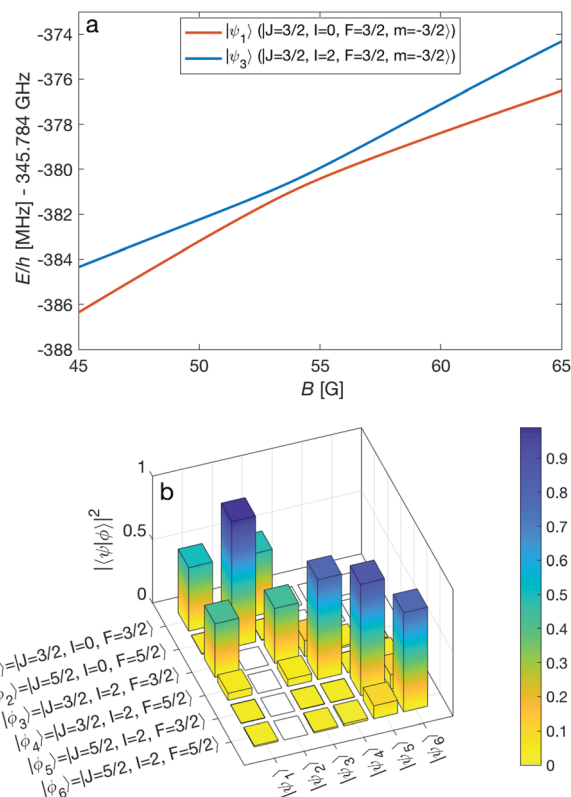 a
|ψ₁⟩ (|J=3/2, I=0, F=3/2, m=-3/2⟩)
|ψ₃⟩ (|J=3/2, I=2, F=3/2, m=-3/2⟩)
E/h [MHz] - 345.784 GHz
-374
-376
-378
-380
-382
-384
-386
-388
45
50
55
60
65
B [G]
b
|⟨ψ|ϕ⟩|²
1
0.5
0
⟩=|J=3/2, I=0, F=3/2⟩
ϕ₂⟩=|J=5/2, I=0, F=5/2⟩
|ϕ₃⟩=|J=3/2, I=2, F=3/2⟩
|ϕ₄⟩=|J=3/2, I=2, F=5/2⟩
|ϕ₅⟩=|J=5/2, I=2, F=3/2⟩
|ϕ₆⟩=|J=5/2, I=2, F=5/2⟩
|ψ₁⟩
|ψ₂⟩
|ψ₃⟩
|ψ₄⟩
|ψ₅⟩
|ψ₆⟩
0.9
0.8
0.7
0.6
0.5
0.4
0.3
0.2
0.1
0